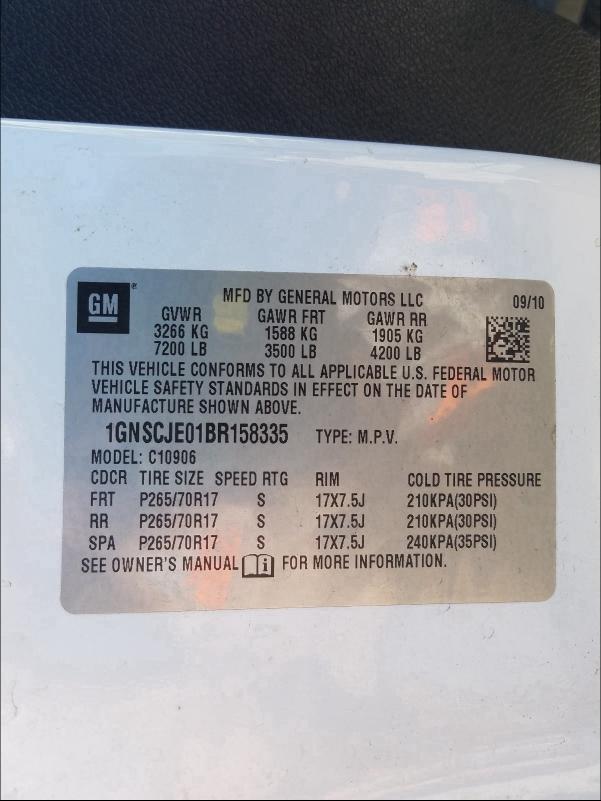 GM ®
MFD BY GENERAL MOTORS LLC 09/10
GVWR GAWR FRT GAWR RR
3266 KG 1588 KG 1905 KG
7200 LB 3500 LB 4200 LB
THIS VEHICLE CONFORMS TO ALL APPLICABLE U.S. FEDERAL MOTOR
VEHICLE SAFETY STANDARDS IN EFFECT ON THE DATE OF
MANUFACTURE SHOWN ABOVE.
1GNSCJE01BR158335 TYPE: M.P.V.
MODEL: C10906
CDCR TIRE SIZE SPEED RTG RIM COLD TIRE PRESSURE
FRT P265/70R17 S 17X7.5J 210KPA(30PSI)
RR P265/70R17 S 17X7.5J 210KPA(30PSI)
SPA P265/70R17 S 17X7.5J 240KPA(35PSI)
SEE OWNER'S MANUAL i FOR MORE INFORMATION.